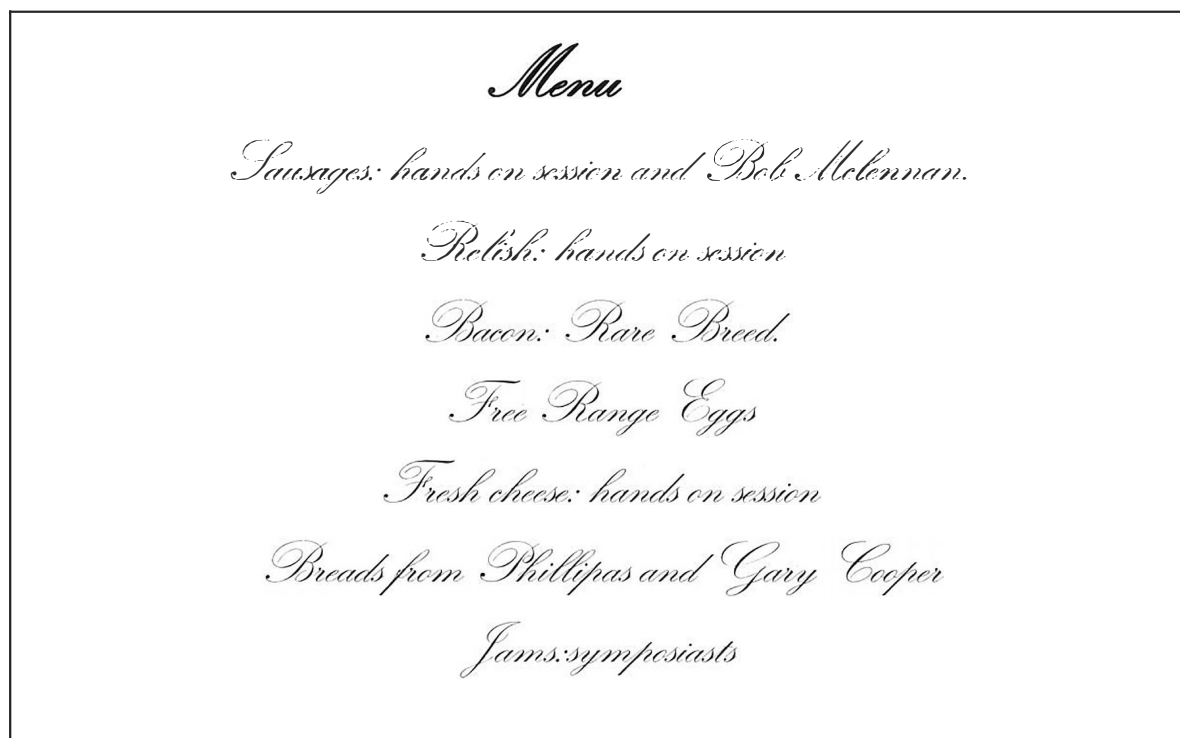 Menu
Sausages: hands on session and Bob Mclennan.
Relish: hands on session
Bacon: Rare Breed.
Free Range Eggs
Fresh cheese: hands on session
Breads from Phillipas and Gary Cooper
Jams:symposiasts